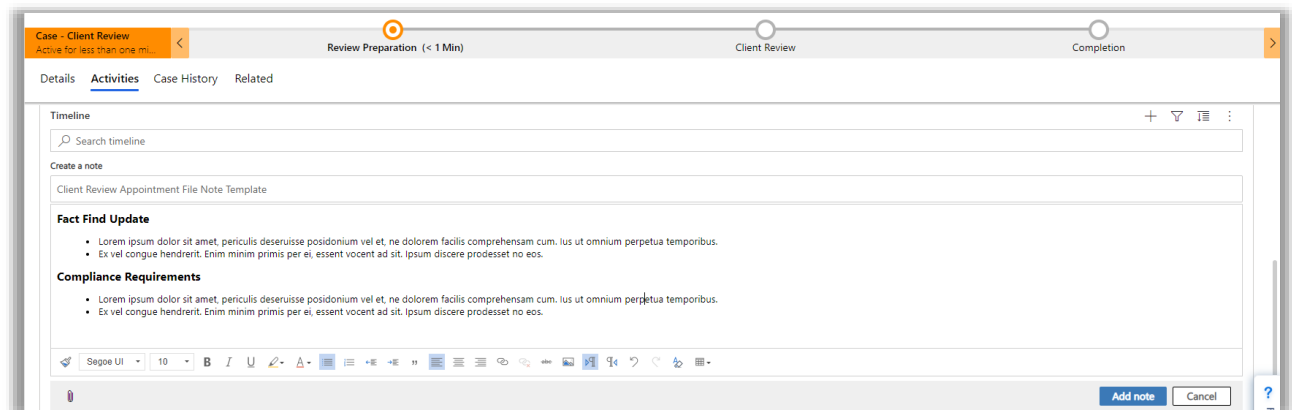 Case - Client Review
Active for less than one mi...
Review Preparation (< 1 Min)
Client Review
Completion
Details Activities Case History Related
Timeline
Search timeline
Create a note
Client Review Appointment File Note Template
Fact Find Update
• Lorem ipsum dolor sit amet, periculis deseruisse posidonium vel et, ne dolorem facilis comprehensam cum. Ius ut omnium perpetua temporibus.
• Ex vel congue hendrerit. Enim minim primis per ei, essent vocent ad sit. Ipsum discere prodesset no eos.
Compliance Requirements
• Lorem ipsum dolor sit amet, periculis deseruisse posidonium vel et, ne dolorem facilis comprehensam cum. Ius ut omnium perpetua temporibus.
• Ex vel congue hendrerit. Enim minim primis per ei, essent vocent ad sit. Ipsum discere prodesset no eos.
Segoe UI 10 B I U A abc
Add note Cancel ?